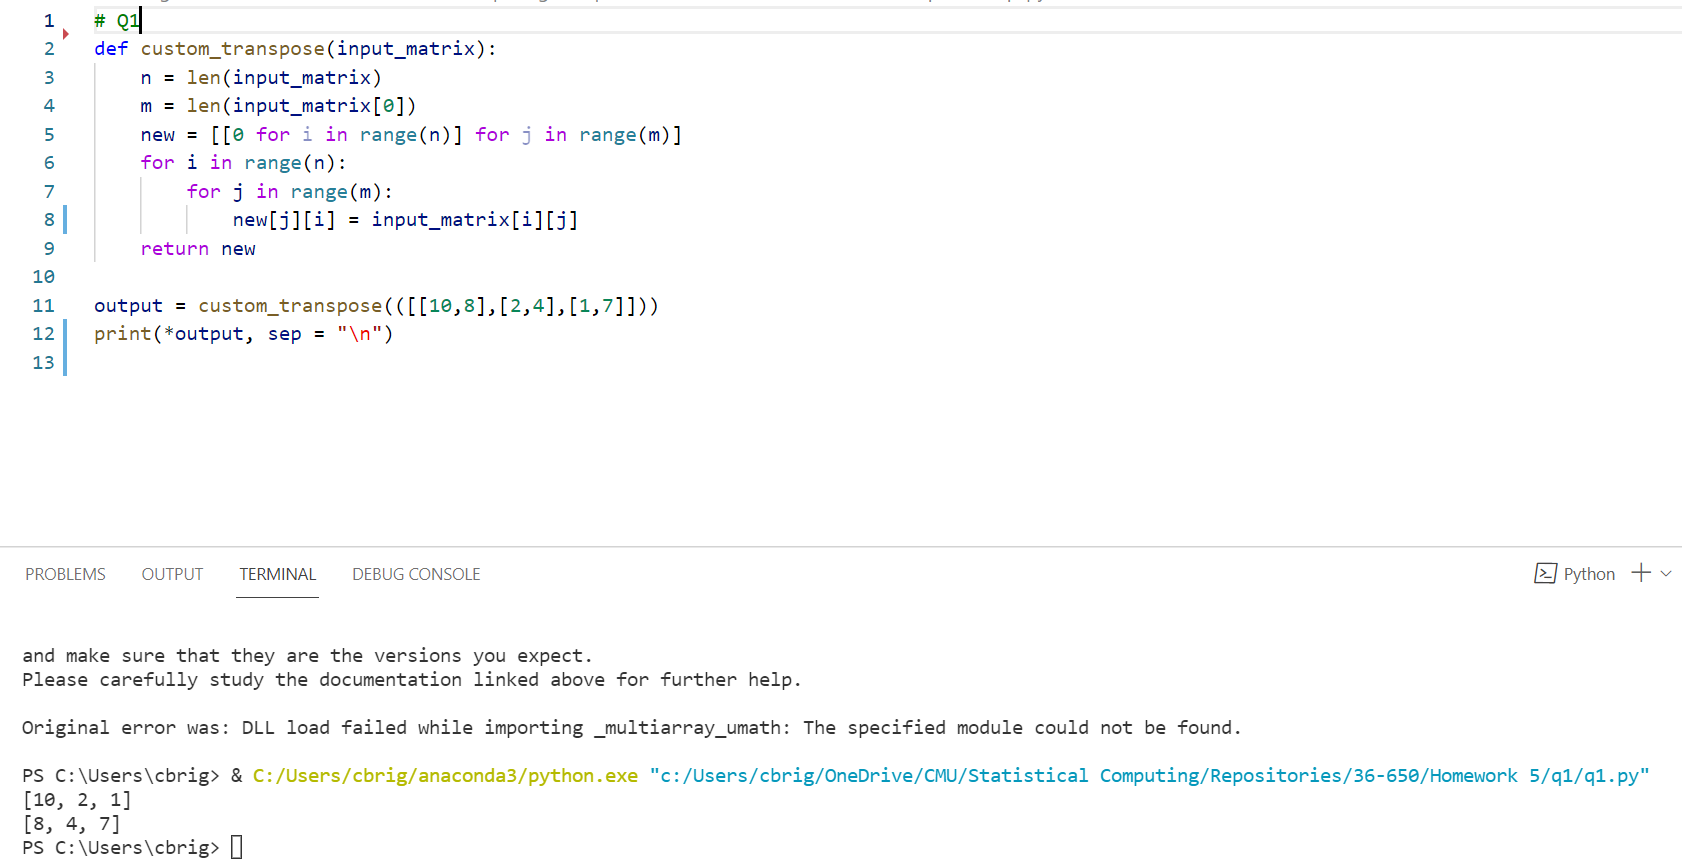 1 # Q1
2 def custom_transpose(input_matrix):
3     n = len(input_matrix)
4     m = len(input_matrix[0])
5     new = [[0 for i in range(n)] for j in range(m)]
6     for i in range(n):
7         for j in range(m):
8             new[j][i] = input_matrix[i][j]
9     return new
10
11 output = custom_transpose(([[10,8],[2,4],[1,7]]))
12 print(*output, sep = "\n")
13
PROBLEMS OUTPUT TERMINAL DEBUG CONSOLE Python
and make sure that they are the versions you expect.
Please carefully study the documentation linked above for further help.
Original error was: DLL load failed while importing _multiarray_umath: The specified module could not be found.
PS C:\Users\cbrig> & C:/Users/cbrig/anaconda3/python.exe "c:/Users/cbrig/OneDrive/CMU/Statistical Computing/Repositories/36-650/Homework 5/q1/q1.py"
[10, 2, 1]
[8, 4, 7]
PS C:\Users\cbrig>